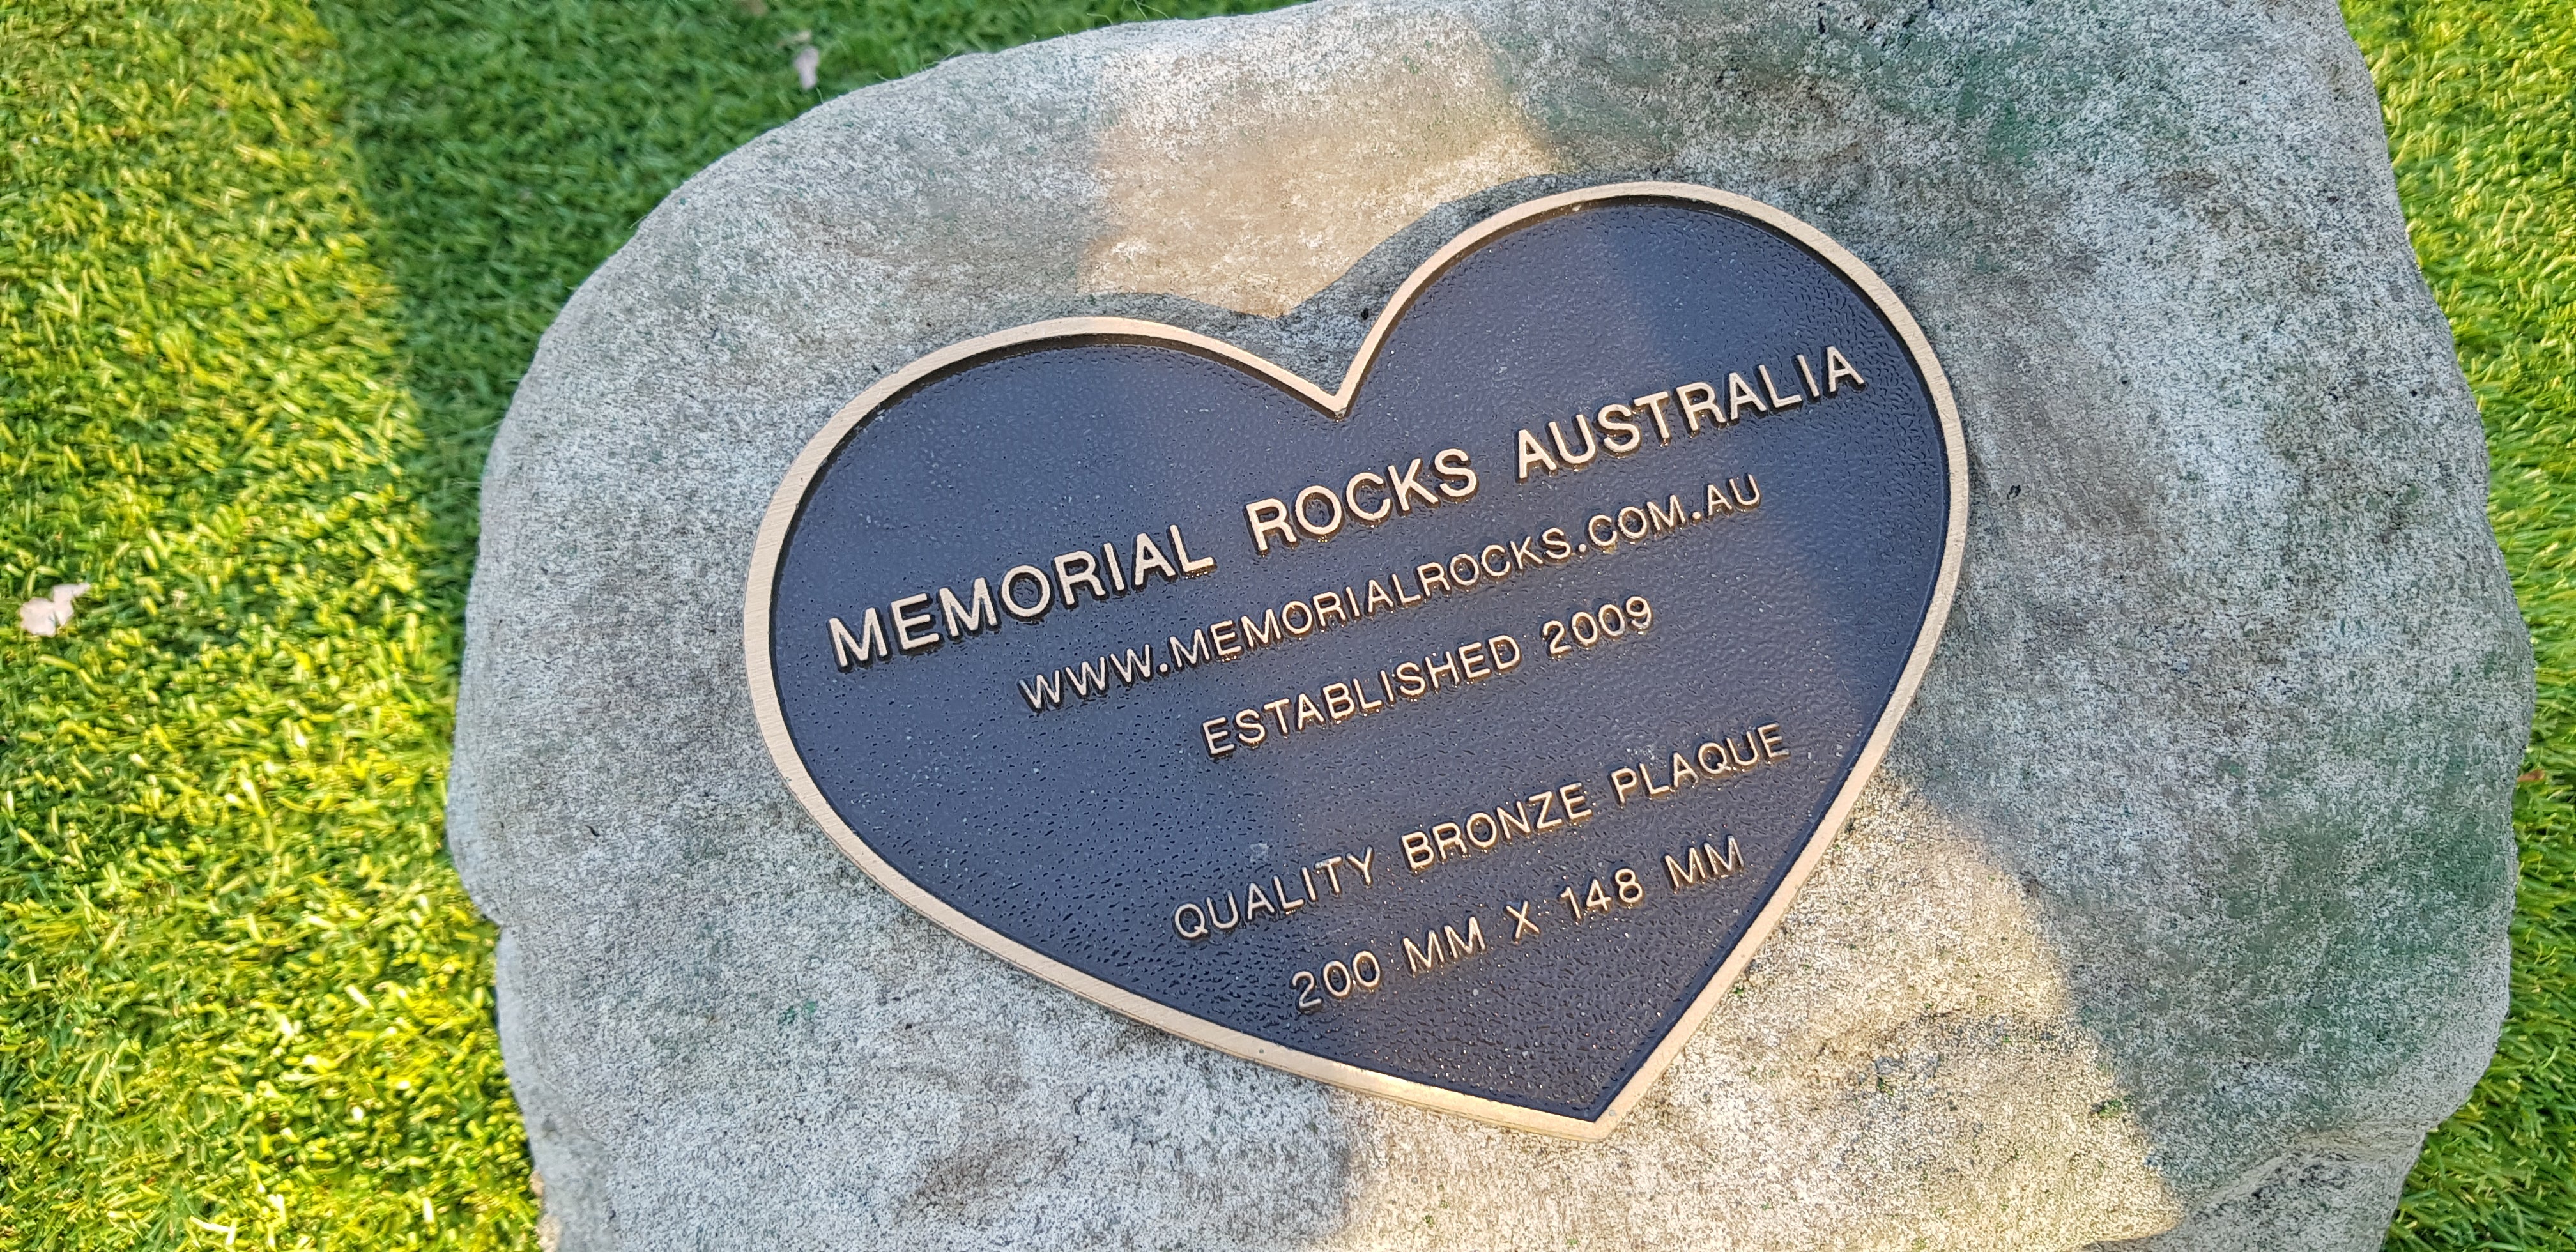 MEMORIAL ROCKS AUSTRALIA
WWW.MEMORIALROCKS.COM.AU
ESTABLISHED 2009
QUALITY BRONZE PLAQUE
200 MM X 148 MM